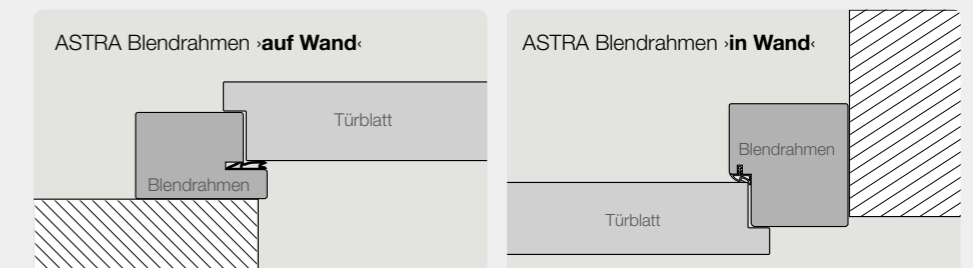 ASTRA Blendrahmen ›auf Wand‹
Türblatt
Blendrahmen
ASTRA Blendrahmen ›in Wand‹
Blendrahmen
Türblatt